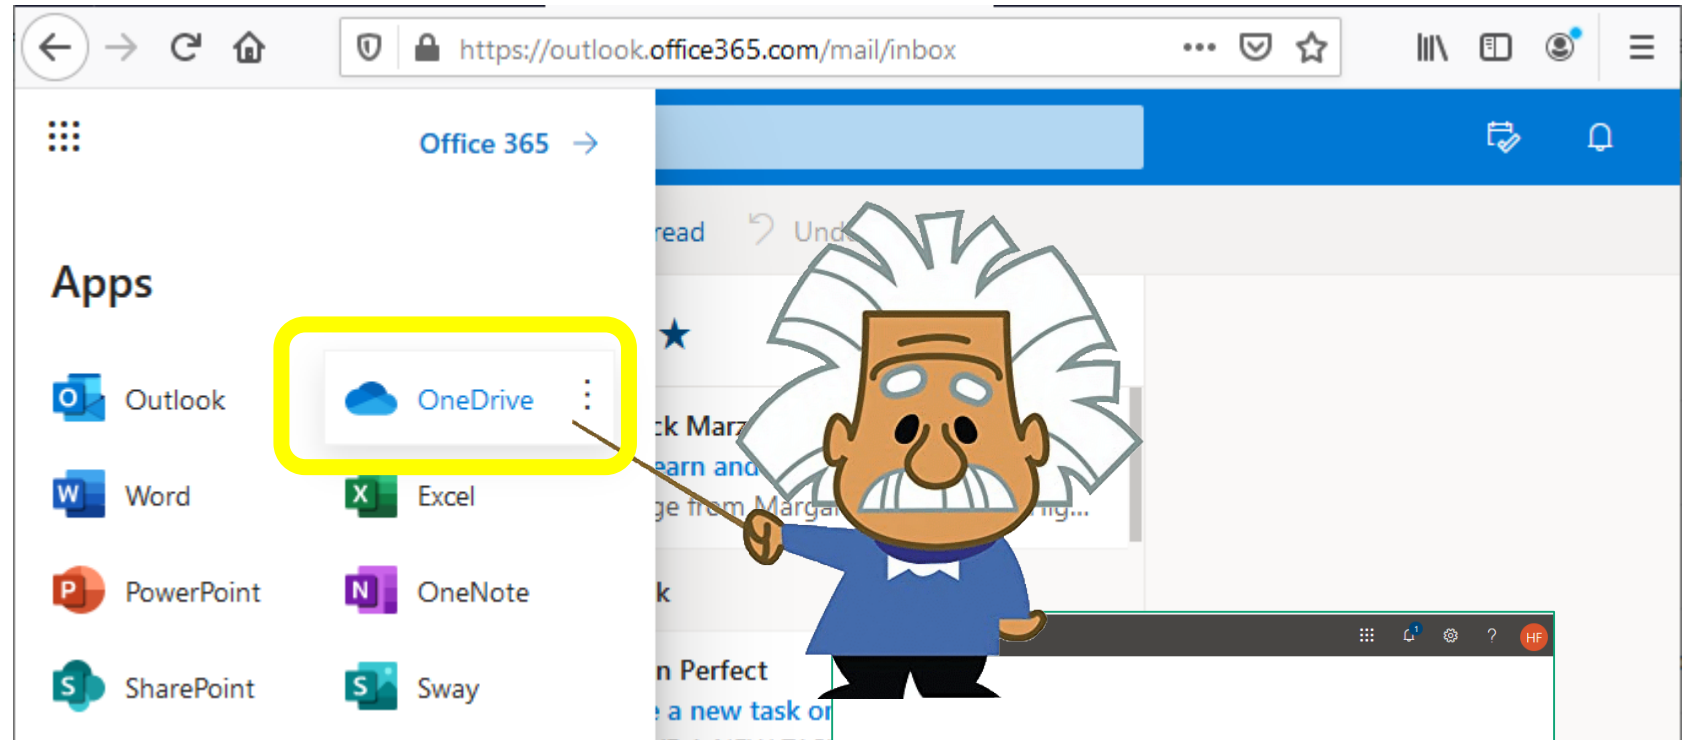 https://outlook.office365.com/mail/inbox
Office 365
read
Apps
Outlook
OneDrive
ck Marz
earn and
Word
Excel
ge from Marga
PowerPoint
OneNote
k
1
?
HF
SharePoint
Sway
n Perfect
a new task or